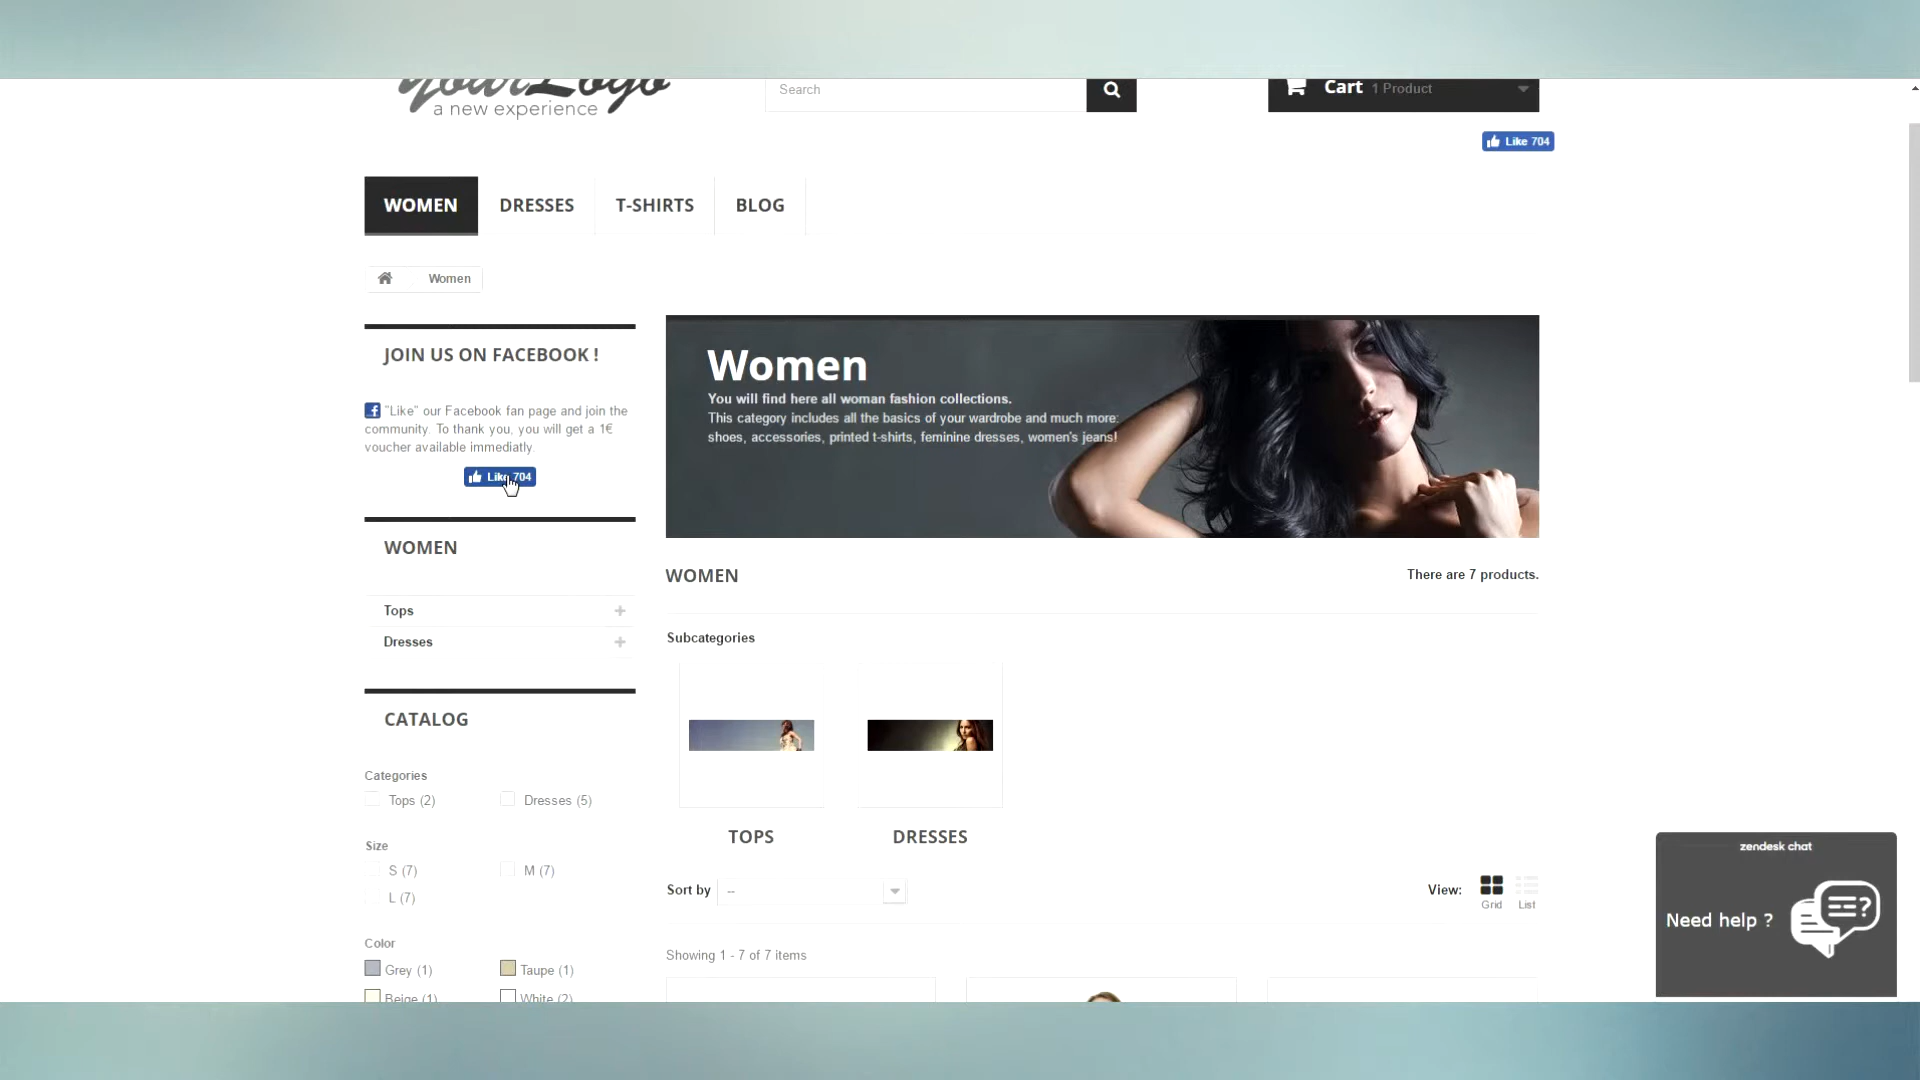 yourLogo
a new experience
Search
Cart 1 Product
Like 704
WOMEN
DRESSES
T-SHIRTS
BLOG
Women
JOIN US ON FACEBOOK !
"Like" our Facebook fan page and join the
community. To thank you, you will get a 1€
voucher available immediatly.
Like 704
Women
You will find here all woman fashion collections.
This category includes all the basics of your wardrobe and much more:
shoes, accessories, printed t-shirts, feminine dresses, women's jeans!
WOMEN
Tops
Dresses
WOMEN
There are 7 products.
Subcategories
TOPS
DRESSES
CATALOG
Categories
Tops (2)
Dresses (5)
Size
S (7)
M (7)
L (7)
Color
Grey (1)
Taupe (1)
Beige (1)
White (2)
Sort by --
View:
Grid
List
Showing 1 - 7 of 7 items
zendesk chat
Need help ?